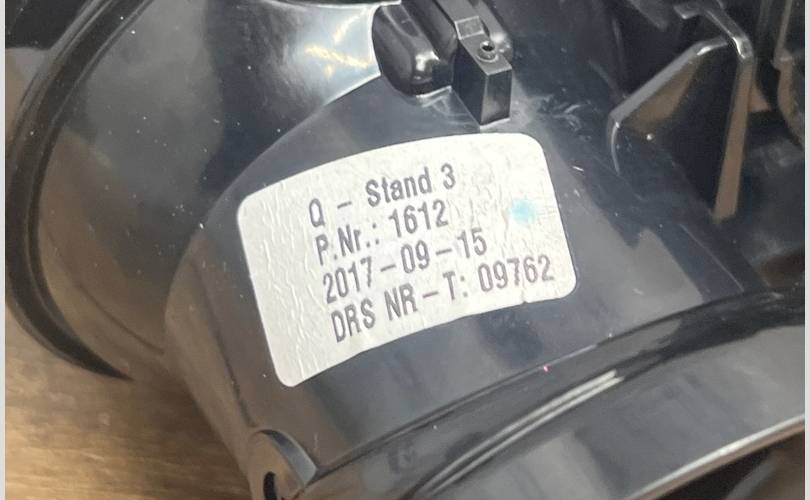 Q – Stand 3
P.Nr.: 1612
2017–09–15
DRS NR–T: 09762